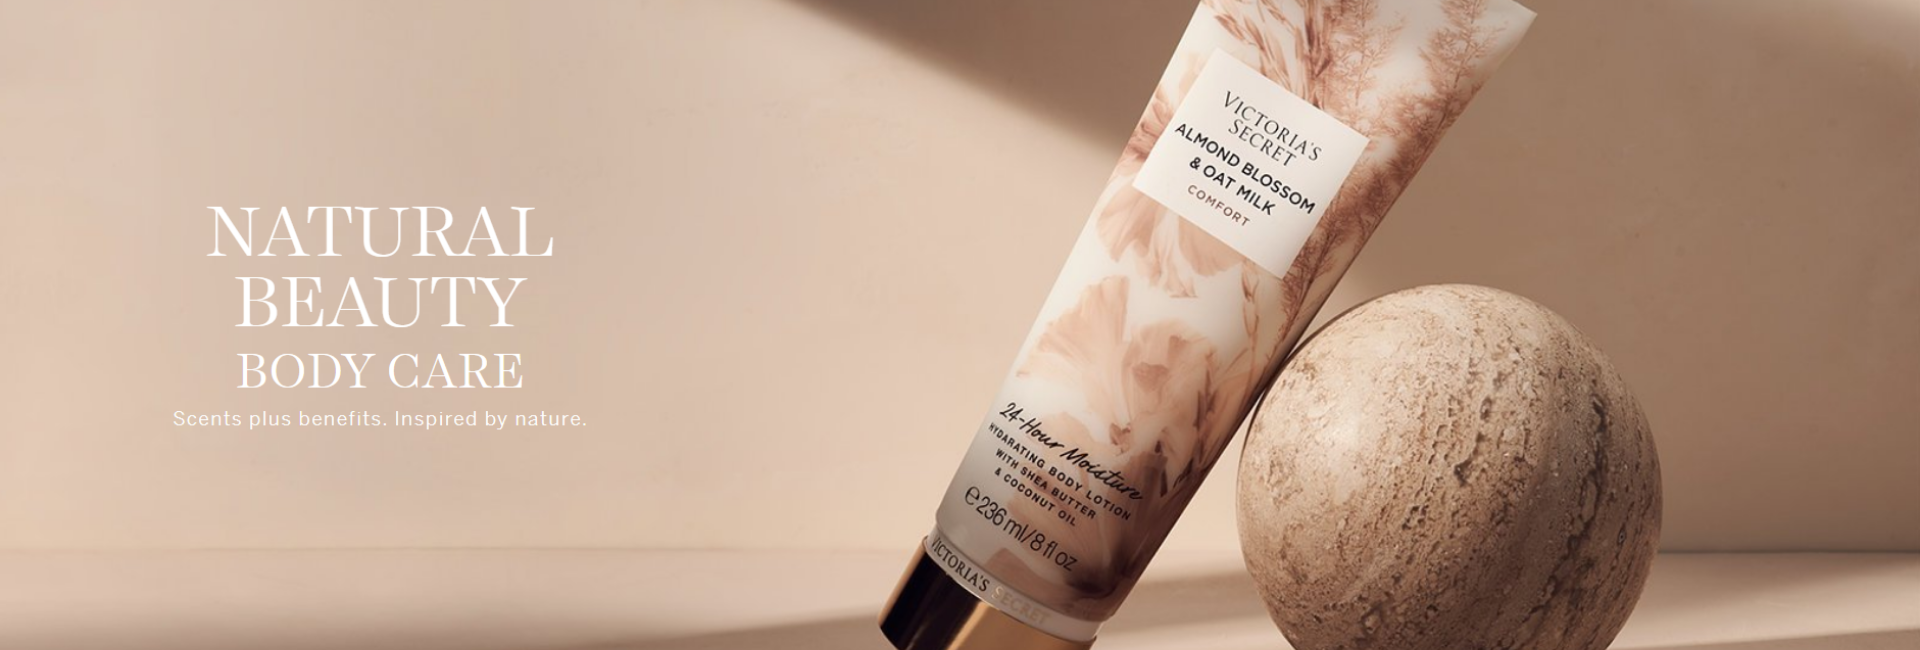 NATURAL
BEAUTY
BODY CARE
Scents plus benefits. Inspired by nature.
VICTORIA'S
SECRET
ALMOND BLOSSOM
& OAT MILK
COMFORT
24-Hour Moisture
HYDARATING BODY LOTION
WITH SHEA BUTTER
& COCONUT OIL
℮ 236 ml/8 fl oz
VICTORIA'S SECRET